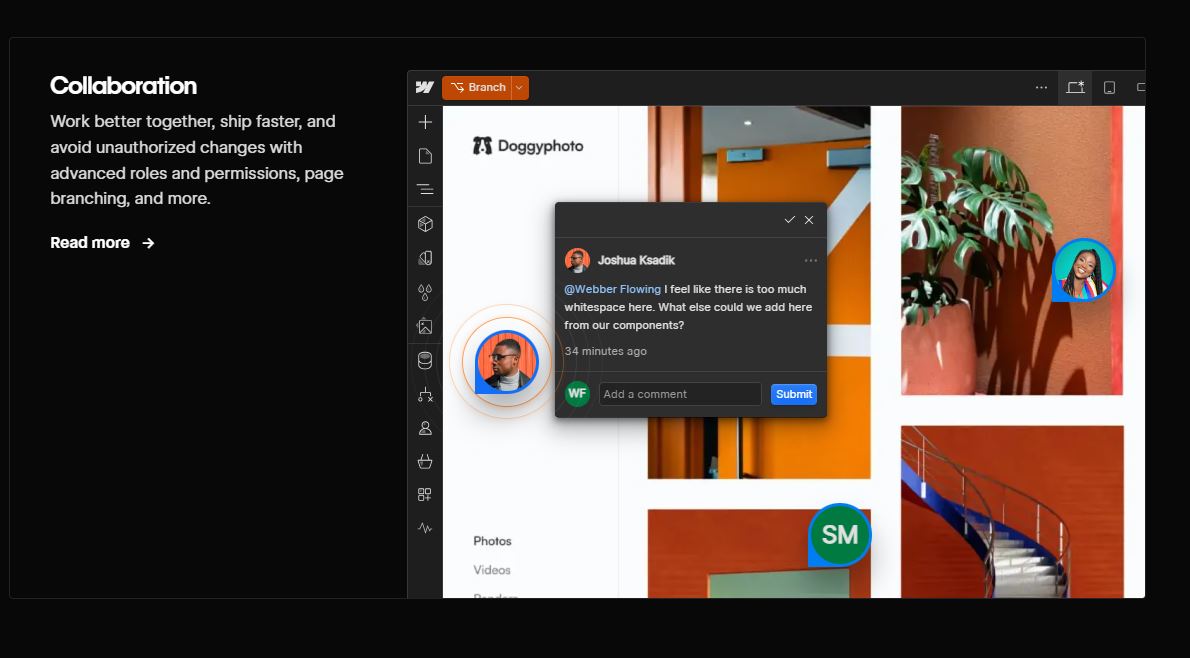 Collaboration
Work better together, ship faster, and
avoid unauthorized changes with
advanced roles and permissions, page
branching, and more.
Read more →
Branch
Doggyphoto
Joshua Ksadik
@Webber Flowing I feel like there is too much
whitespace here. What else could we add here
from our components?
34 minutes ago
WF
Add a comment
Submit
SM
Photos
Videos